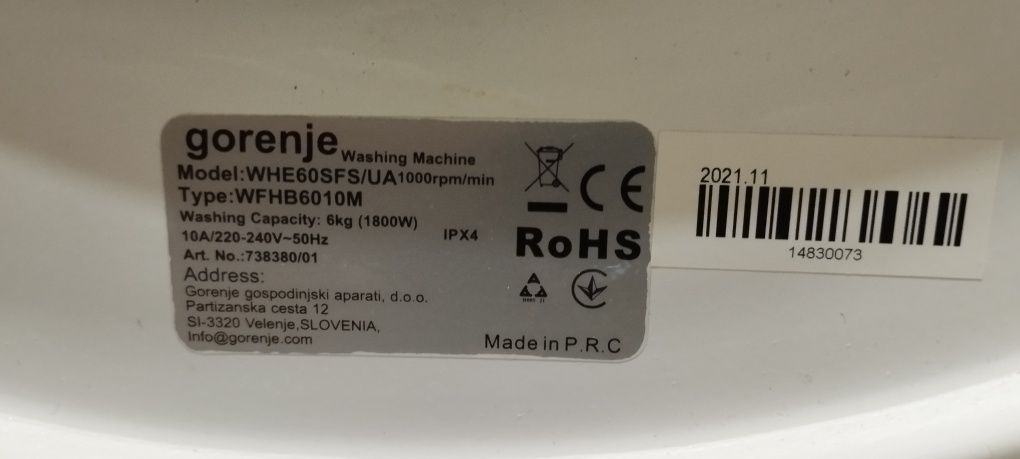 gorenje Washing Machine
Model:WHE60SFS/UA 1000rpm/min
Type:WFHB6010M
Washing Capacity: 6kg (1800W)
10A/220-240V~50Hz IPX4
Art. No.:738380/01
Address:
Gorenje gospodinjski aparati, d.o.o.
Partizanska cesta 12
SI-3320 Velenje,SLOVENIA,
Info@gorenje.com
CE
RoHS
Made in P.R.C
2021.11
14830073